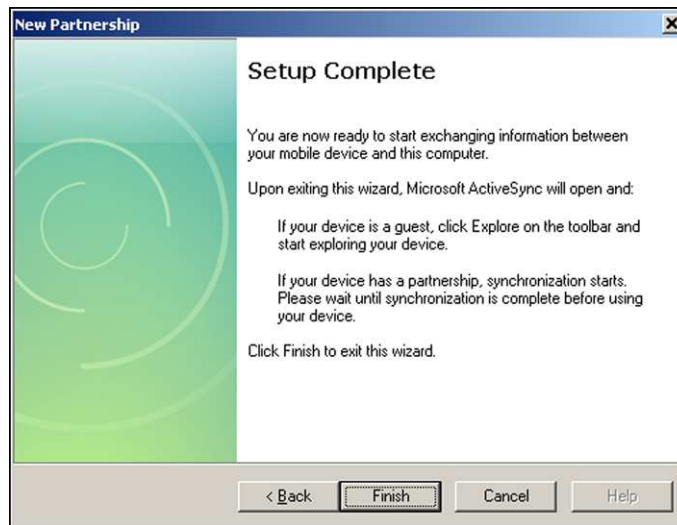 New Partnership
Setup Complete
You are now ready to start exchanging information between
your mobile device and this computer.
Upon exiting this wizard, Microsoft ActiveSync will open and:
If your device is a guest, click Explore on the toolbar and
start exploring your device.
If your device has a partnership, synchronization starts.
Please wait until synchronization is complete before using
your device.
Click Finish to exit this wizard.
< Back Finish Cancel Help